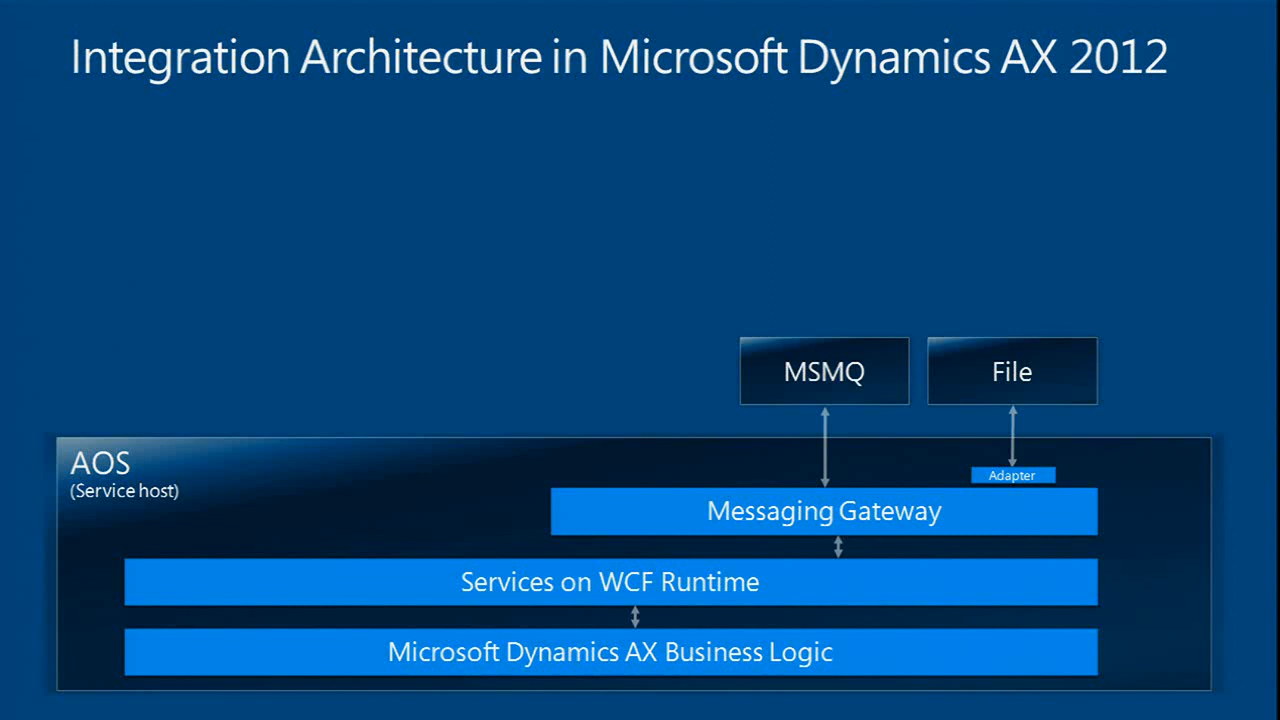 Integration Architecture in Microsoft Dynamics AX 2012
MSMQ
File
AOS
(Service host)
Adapter
Messaging Gateway
Services on WCF Runtime
Microsoft Dynamics AX Business Logic